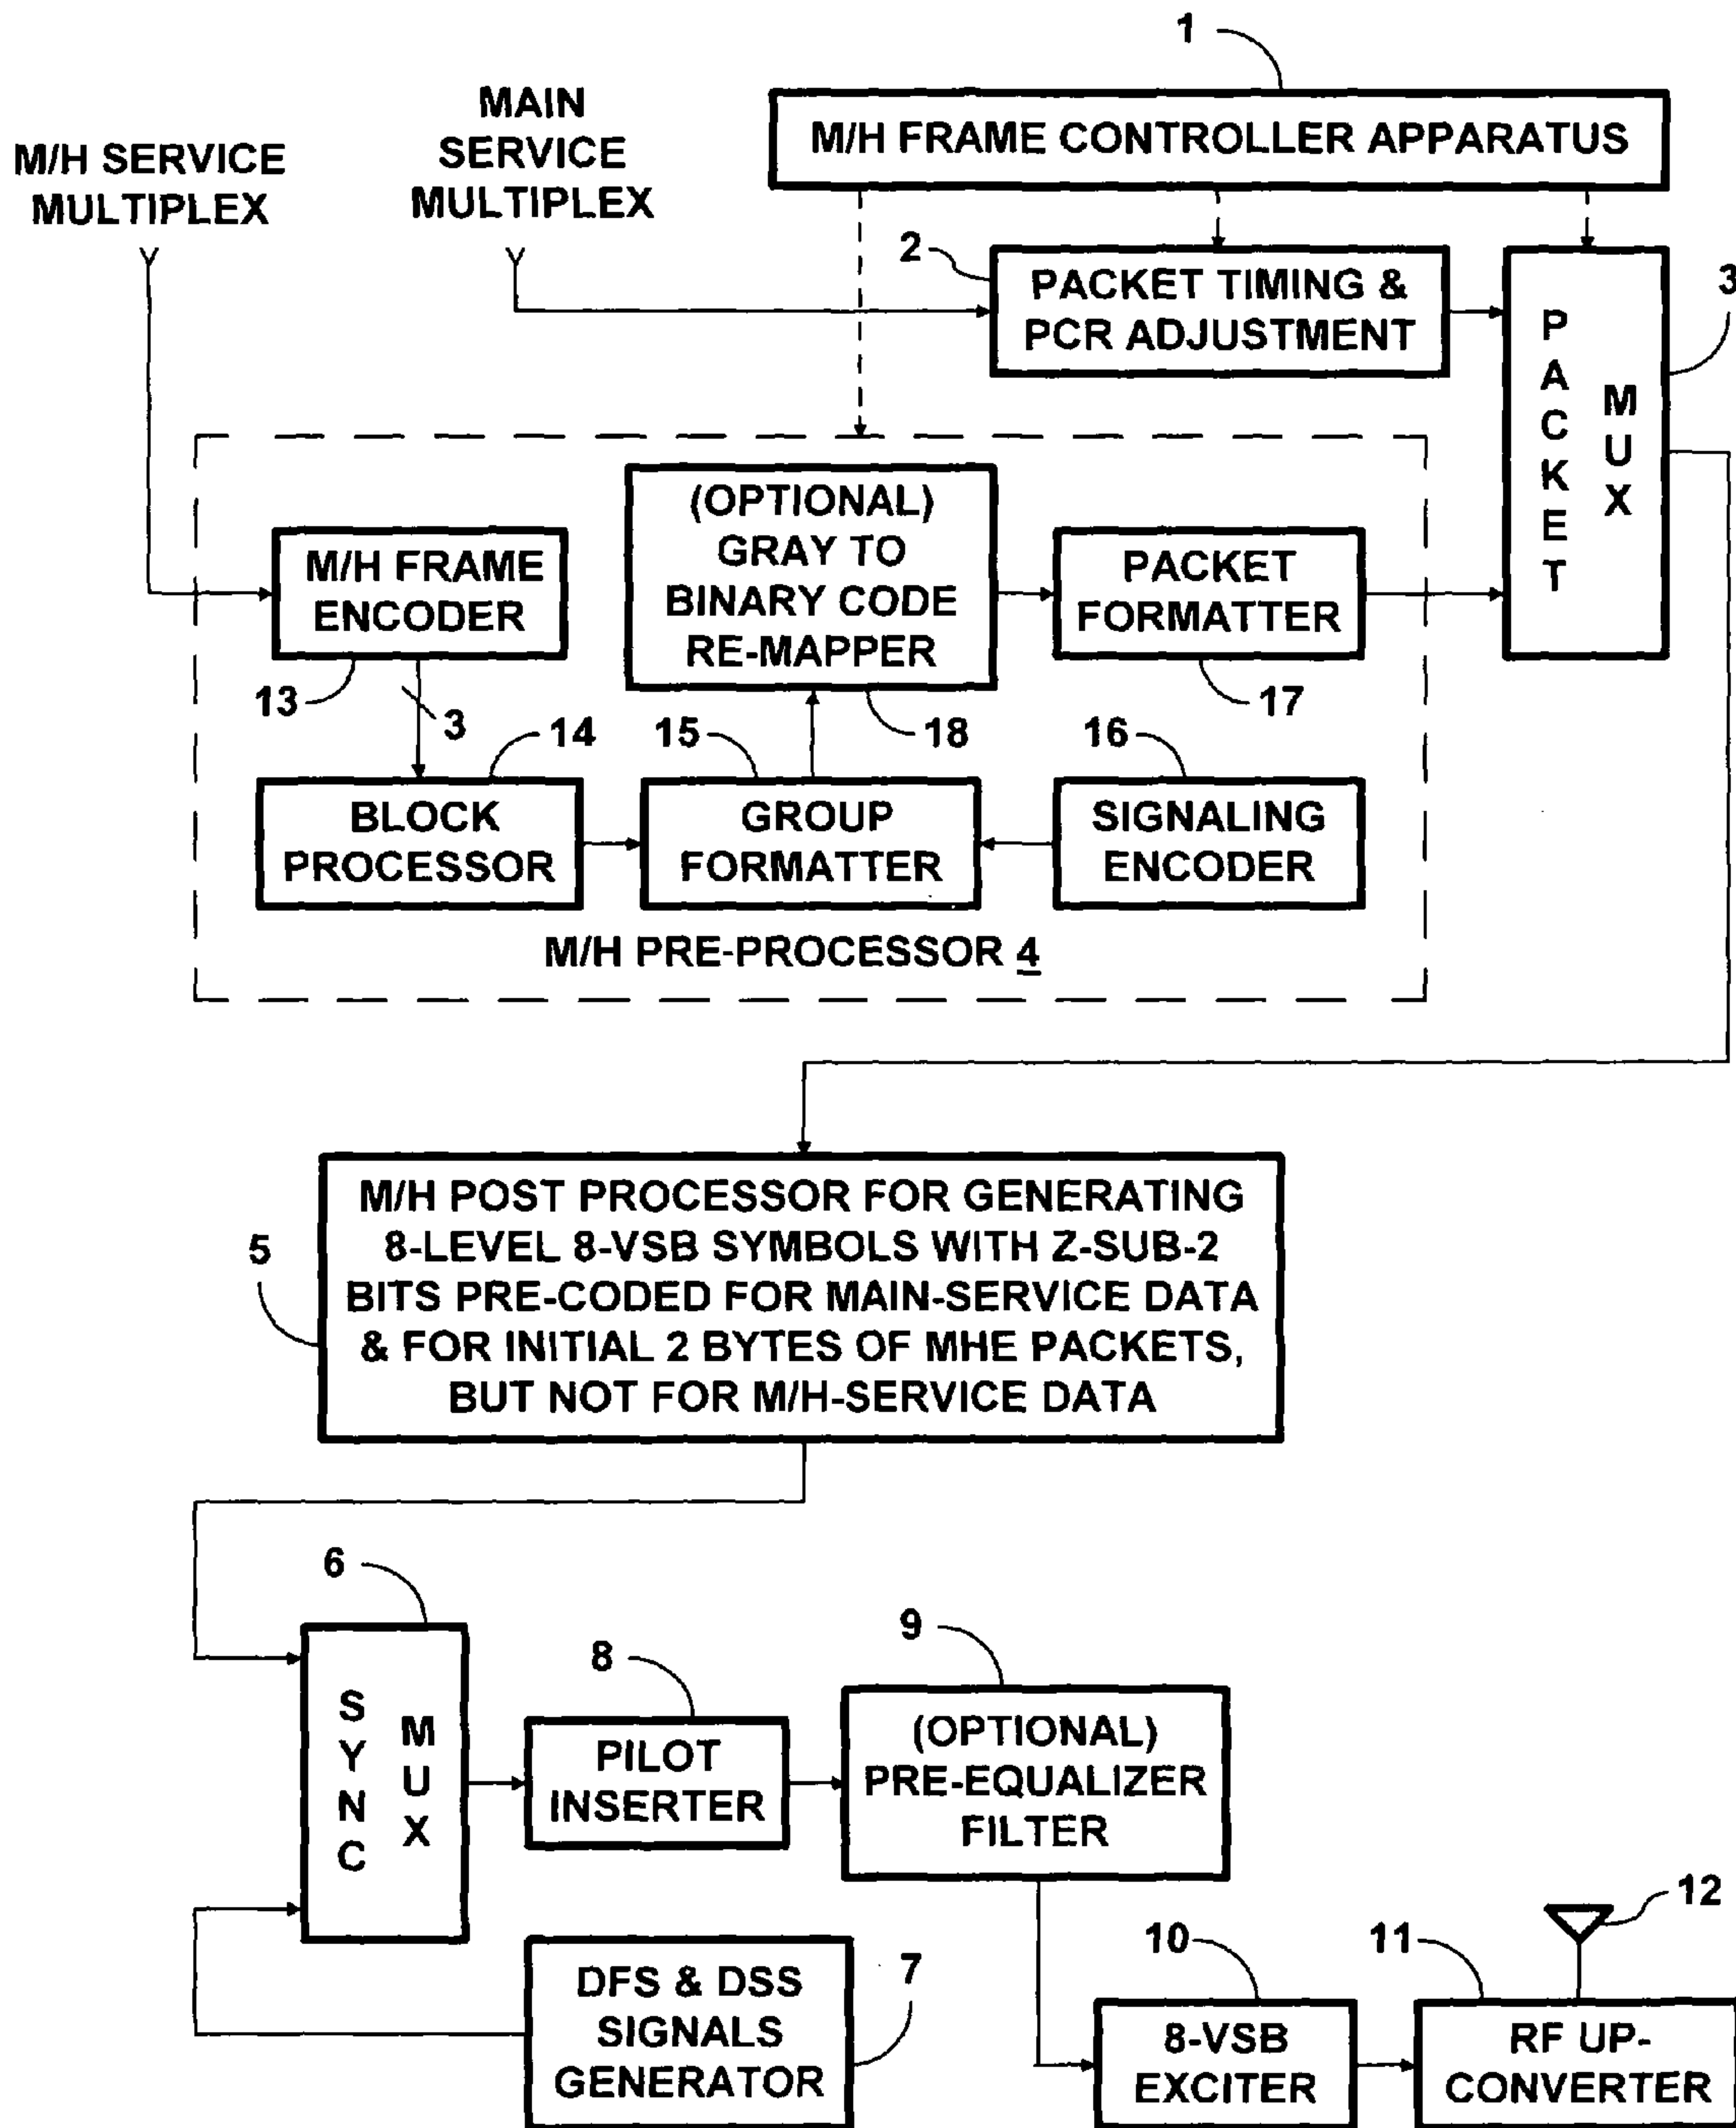 1
M/H FRAME CONTROLLER APPARATUS
MAIN
SERVICE
MULTIPLEX
M/H SERVICE
MULTIPLEX
2
PACKET TIMING &
PCR ADJUSTMENT
3
PACKET
MUX
(OPTIONAL)
GRAY TO
BINARY CODE
RE-MAPPER
M/H FRAME
ENCODER
PACKET
FORMATTER
13
3
14
15
18
16
17
BLOCK
PROCESSOR
GROUP
FORMATTER
SIGNALING
ENCODER
M/H PRE-PROCESSOR 4
5
M/H POST PROCESSOR FOR GENERATING
8-LEVEL 8-VSB SYMBOLS WITH Z-SUB-2
BITS PRE-CODED FOR MAIN-SERVICE DATA
& FOR INITIAL 2 BYTES OF MHE PACKETS,
BUT NOT FOR M/H-SERVICE DATA
6
SYNC
MUX
8
PILOT
INSERTER
9
(OPTIONAL)
PRE-EQUALIZER
FILTER
7
DFS & DSS
SIGNALS
GENERATOR
10
8-VSB
EXCITER
11
12
RF UP-
CONVERTER